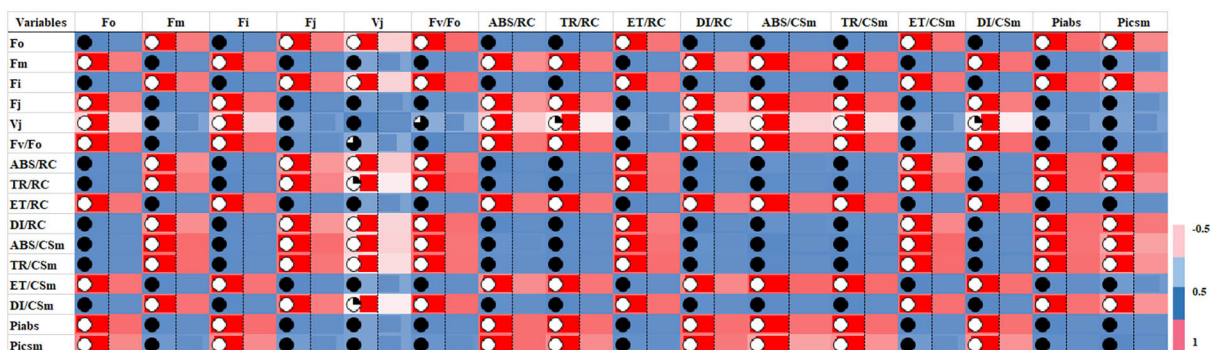 Variables Fo Fm Fi Fj Vj Fv/Fo ABS/RC TR/RC ET/RC DI/RC ABS/CSm TR/CSm ET/CSm DI/CSm Piabs Picsm
Fo
Fm
Fi
Fj
Vj
Fv/Fo
ABS/RC
TR/RC
ET/RC
DI/RC
ABS/CSm
TR/CSm
ET/CSm
DI/CSm
Piabs
Picsm
-0.5
0.5
1